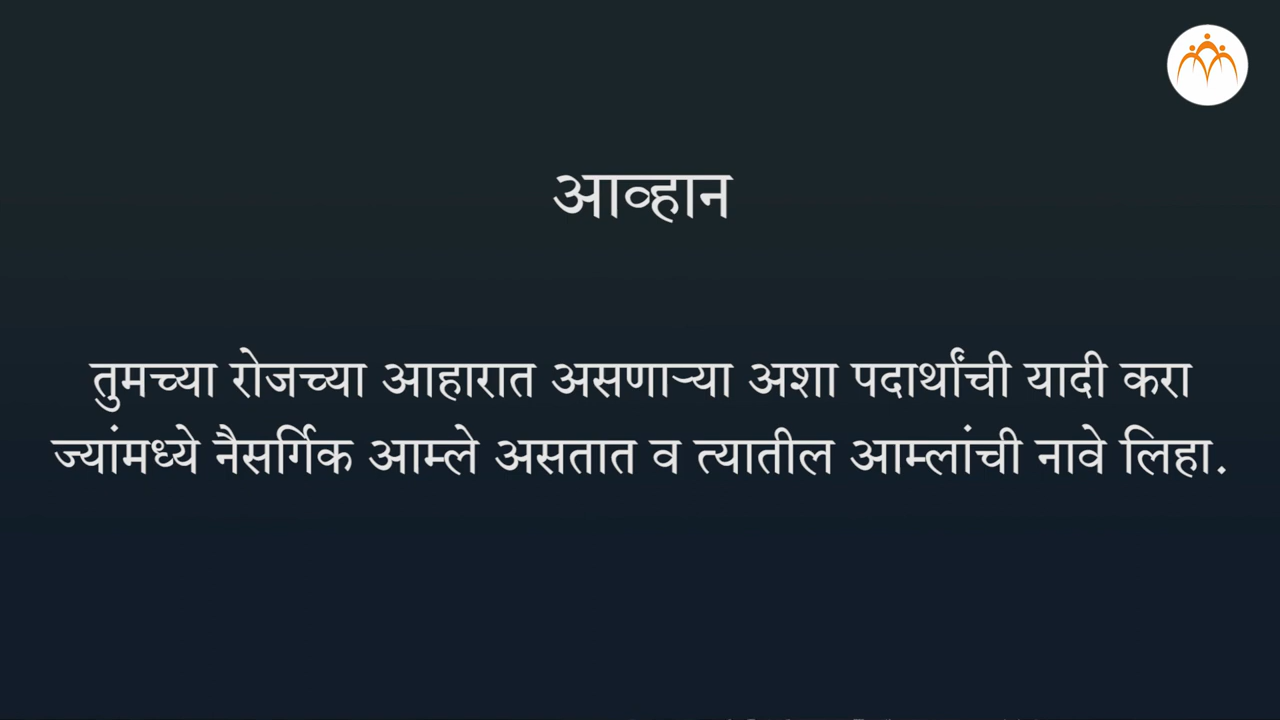 आव्हान
तुमच्या रोजच्या आहारात असणाऱ्या अशा पदार्थांची यादी करा
ज्यांमध्ये नैसर्गिक आम्ले असतात व त्यातील आम्लांची नावे लिहा.